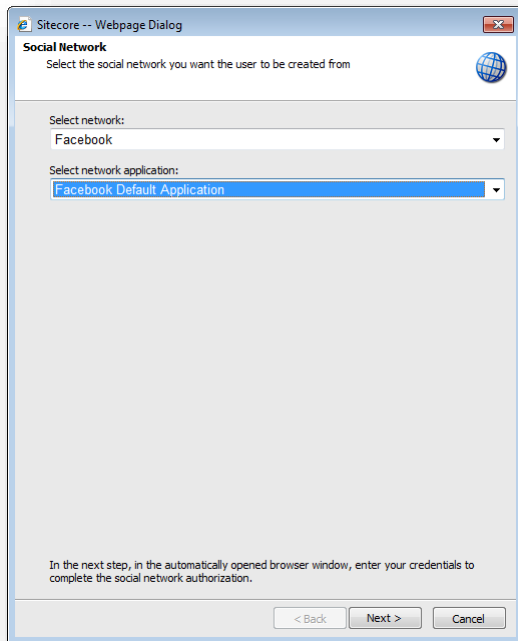 Sitecore -- Webpage Dialog
Social Network
Select the social network you want the user to be created from
Select network:
Facebook
Select network application:
Facebook Default Application
In the next step, in the automatically opened browser window, enter your credentials to
complete the social network authorization.
< Back
Next >
Cancel